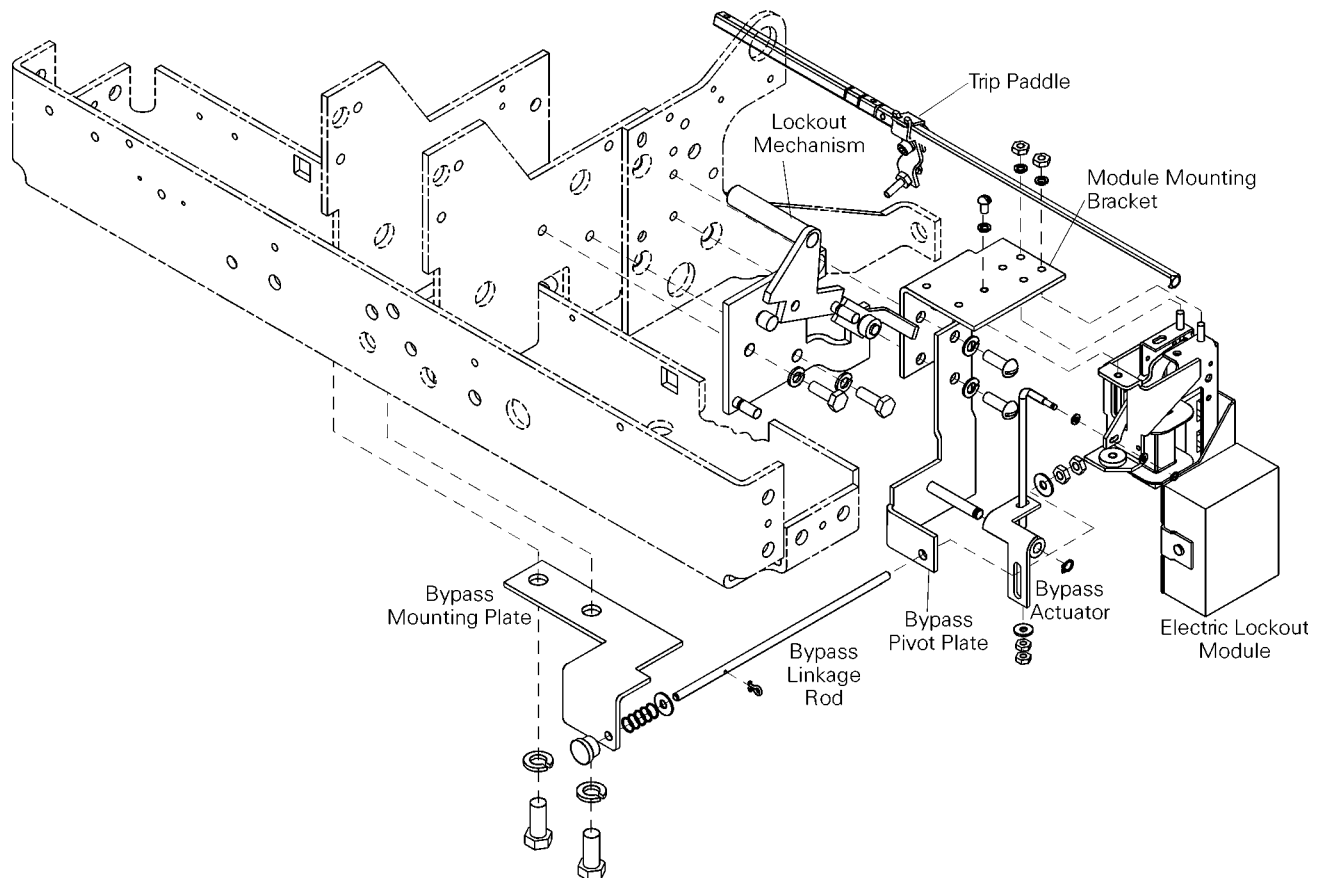 Trip Paddle
Lockout
Mechanism
Module Mounting
Bracket
Bypass
Mounting Plate
Bypass
Linkage
Rod
Bypass
Pivot Plate
Bypass
Actuator
Electric Lockout
Module